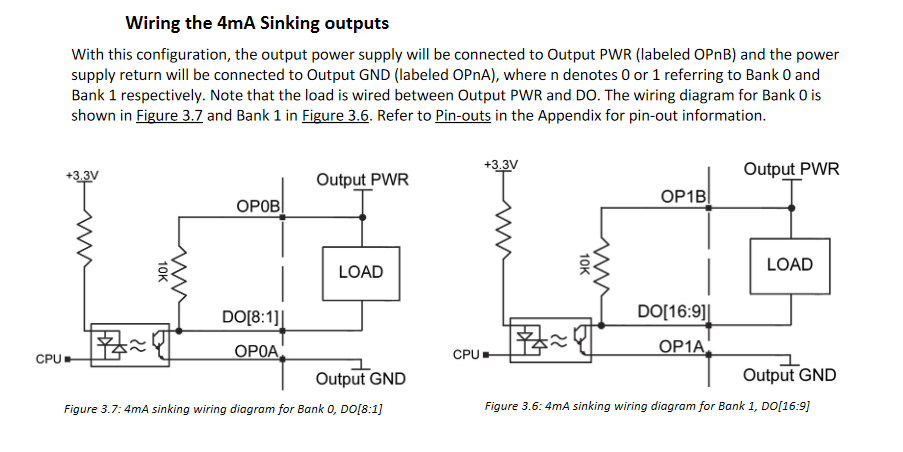 Wiring the 4mA Sinking outputs
With this configuration, the output power supply will be connected to Output PWR (labeled OPnB) and the power
supply return will be connected to Output GND (labeled OPnA), where n denotes 0 or 1 referring to Bank 0 and
Bank 1 respectively. Note that the load is wired between Output PWR and DO. The wiring diagram for Bank 0 is
shown in Figure 3.7 and Bank 1 in Figure 3.6. Refer to Pin-outs in the Appendix for pin-out information.
+3.3V
Output PWR
OP0B
10K
LOAD
DO[8:1]
OP0A
CPU
Output GND
Figure 3.7: 4mA sinking wiring diagram for Bank 0, DO[8:1]
+3.3V
Output PWR
OP1B
10K
LOAD
DO[16:9]
OP1A
CPU
Output GND
Figure 3.6: 4mA sinking wiring diagram for Bank 1, DO[16:9]